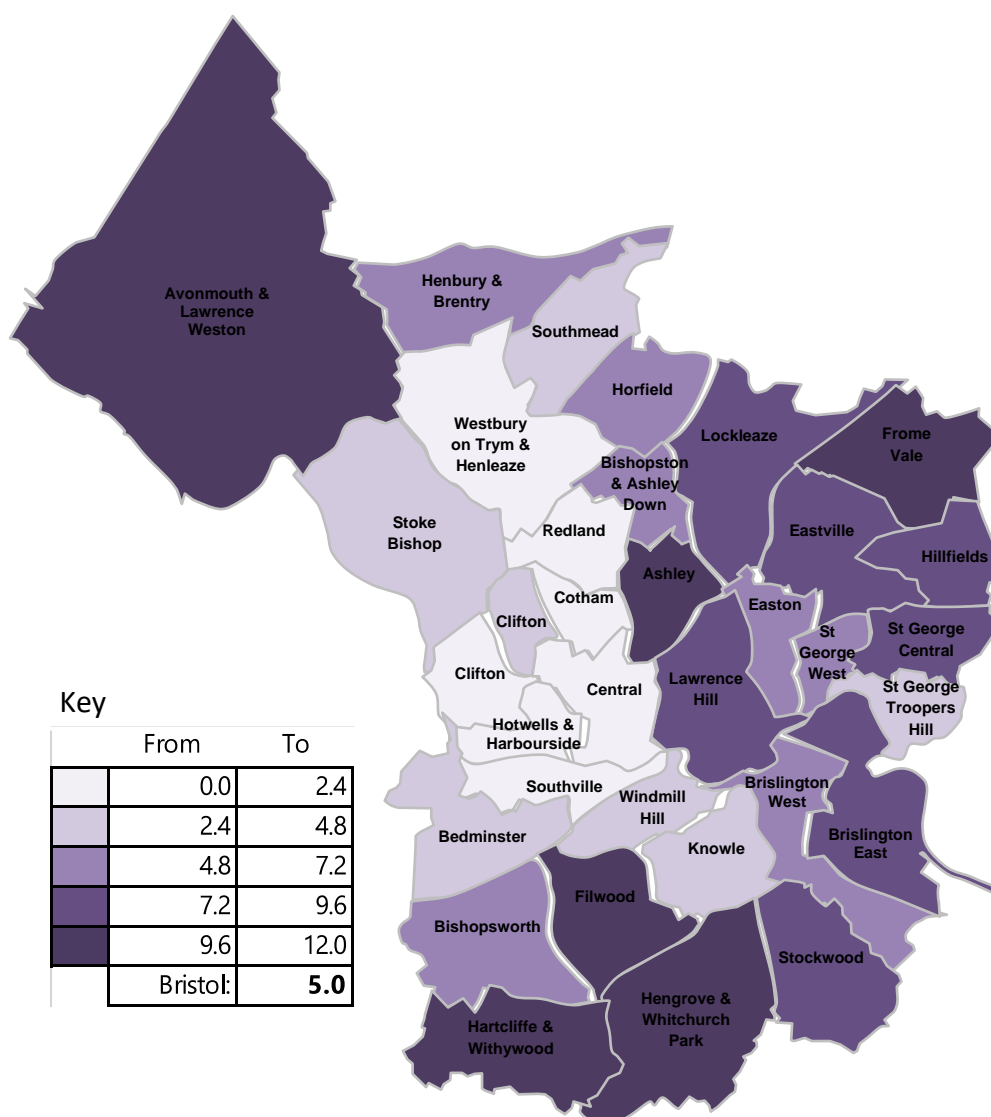 Avonmouth &
Lawrence
Weston
Henbury &
Brentry
Southmead
Horfield
Westbury
on Trym &
Henleaze
Lockleaze
Frome
Vale
Bishopston
& Ashley
Down
Stoke
Bishop
Redland
Eastville
Hillfields
Ashley
Cotham
Easton
Clifton
St
George
West
St George
Central
Clifton
Central
Lawrence
Hill
St George
Troopers
Hill
Hotwells &
Harbourside
Southville
Windmill
Hill
Brislington
West
Bedminster
Knowle
Brislington
East
Filwood
Bishopsworth
Stockwood
Hengrove &
Whitchurch
Park
Hartcliffe &
Withywood
Key
From To
0.0 2.4
2.4 4.8
4.8 7.2
7.2 9.6
9.6 12.0
Bristol: 5.0